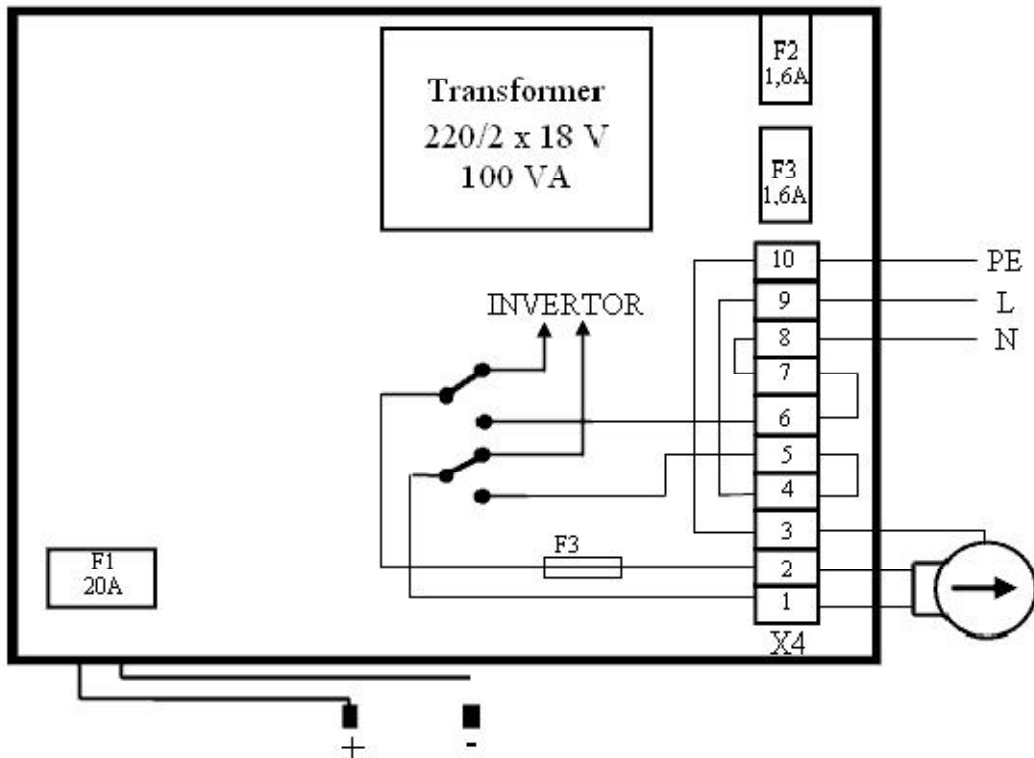 F2
1,6A
Transformer
220/2 x 18 V
100 VA
F3
1,6A
10
PE
9
L
INVERTOR
8
N
7
6
5
4
3
F3
2
F1
20A
1
X4
+
-